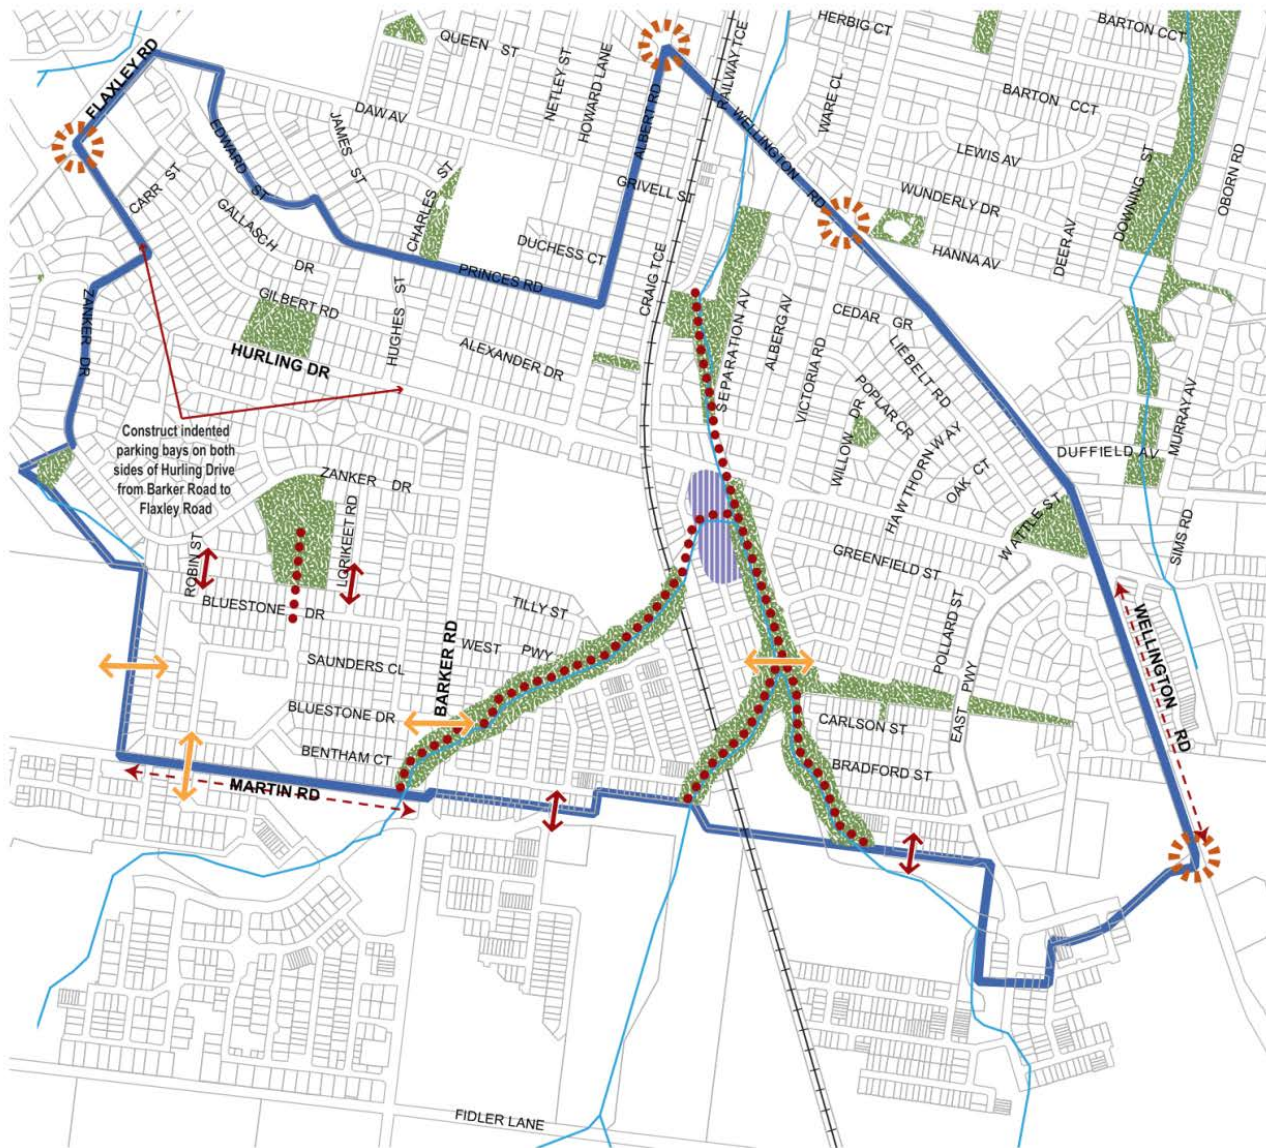 HERBIG CT
BARTON CCT
QUEEN ST
NETLEY ST
HOWARD LANE
RAILWAY TCE
FLAXLEY RD
WARE CL
BARTON CCT
DAW AV
JAMES ST
ALBERT RD
WELLINGTON RD
LEWIS AV
EDWARD ST
CARR ST
CHARLES ST
GRIVELL ST
WUNDERLY DR
DOWNING ST
OBORN RD
GALLASCH DR
DUCHESS CT
HANNA AV
DEER AV
PRINCES RD
CRAIG TCE
GILBERT RD
HUGHES ST
ZANKER DR
SEPARATION AV
ALBERG AV
CEDAR GR
LIEBELT RD
HURLING DR
ALEXANDER DR
VICTORIA RD
POPLAR CR
WILLOW DR
MURRAY AV
Construct indented
parking bays on both
sides of Hurling Drive
from Barker Road to
Flaxley Road
HAWTHORN WAY
OAK CT
DUFFIELD AV
ZANKER DR
LORIKEET RD
ROBIN ST
WATTLE ST
SIMS RD
GREENFIELD ST
BLUESTONE DR
TILLY ST
WEST PWY
BARKER RD
POLLARD ST
EAST PWY
WELLINGTON RD
SAUNDERS CL
BLUESTONE DR
CARLSON ST
BENTHAM CT
BRADFORD ST
MARTIN RD
FIDLER LANE